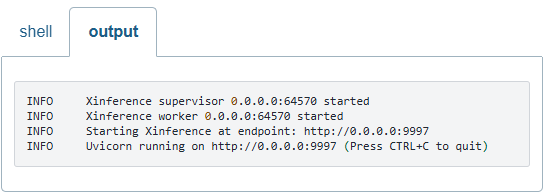 shell output
INFO Xinference supervisor 0.0.0.0:64570 started
INFO Xinference worker 0.0.0.0:64570 started
INFO Starting Xinference at endpoint: http://0.0.0.0:9997
INFO Uvicorn running on http://0.0.0.0:9997 (Press CTRL+C to quit)